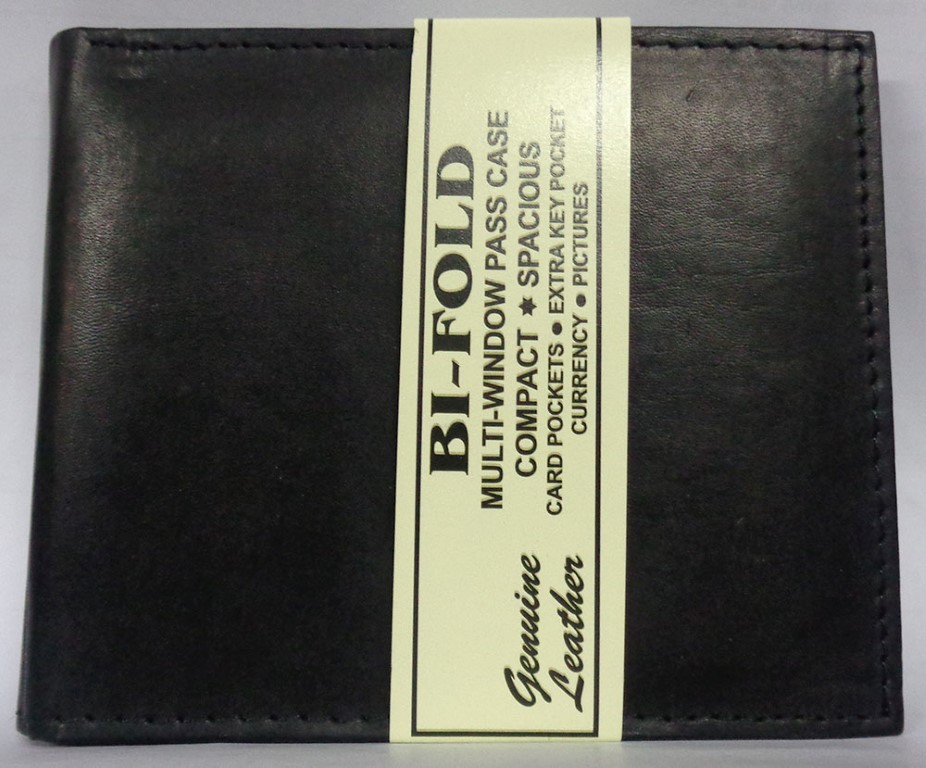 BI-FOLD
MULTI-WINDOW PASS CASE
COMPACT ✶ SPACIOUS
CARD POCKETS ● EXTRA KEY POCKET
CURRENCY ● PICTURES
Genuine
Leather